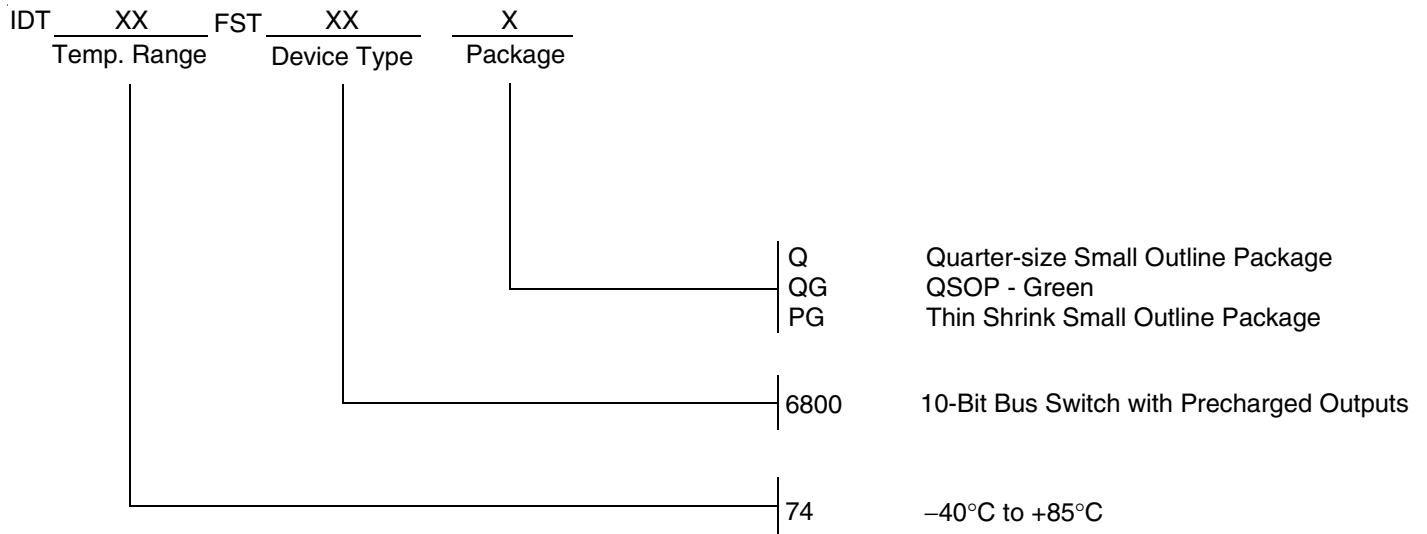 IDT XX FST XX X
Temp. Range Device Type Package
Q Quarter-size Small Outline Package
QG QSOP - Green
PG Thin Shrink Small Outline Package
6800 10-Bit Bus Switch with Precharged Outputs
74 –40°C to +85°C